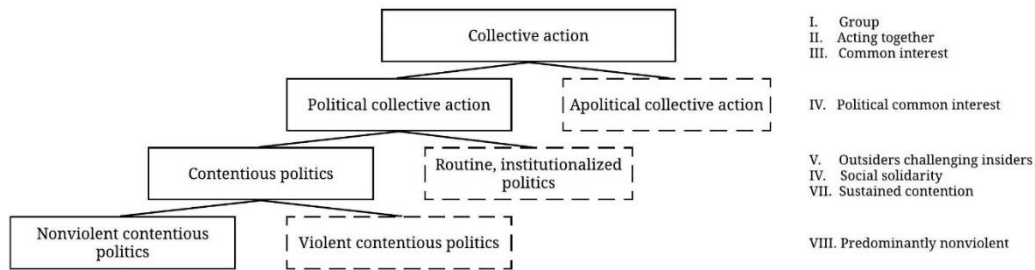 Collective action
I. Group
II. Acting together
III. Common interest
Political collective action
Apolitical collective action
IV. Political common interest
Contentious politics
Routine, institutionalized
politics
V. Outsiders challenging insiders
IV. Social solidarity
VII. Sustained contention
Nonviolent contentious
politics
Violent contentious politics
VIII. Predominantly nonviolent